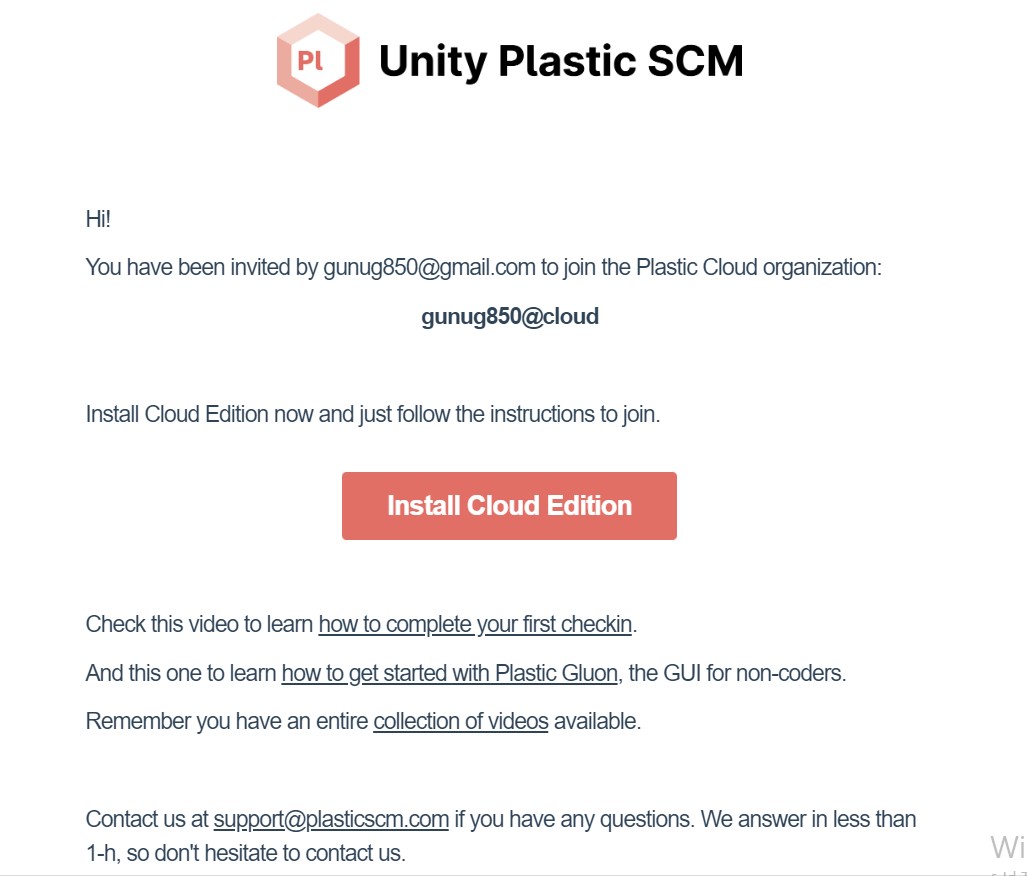 Pl Unity Plastic SCM
Hi!
You have been invited by gunug850@gmail.com to join the Plastic Cloud organization:
gunug850@cloud
Install Cloud Edition now and just follow the instructions to join.
Install Cloud Edition
Check this video to learn how to complete your first checkin.
And this one to learn how to get started with Plastic Gluon, the GUI for non-coders.
Remember you have an entire collection of videos available.
Contact us at support@plasticscm.com if you have any questions. We answer in less than
1-h, so don't hesitate to contact us.
Wi